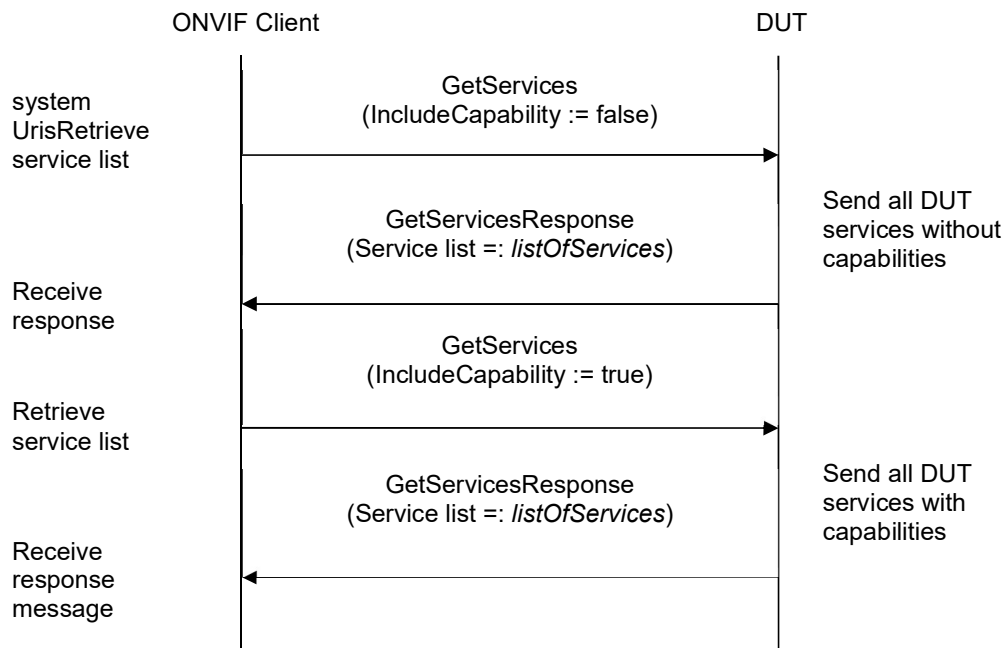 ONVIF Client
DUT
GetServices
(IncludeCapability := false)
system
UrisRetrieve
service list
GetServicesResponse
(Service list =: listOfServices)
Send all DUT
services without
capabilities
Receive
response
GetServices
(IncludeCapability := true)
Retrieve
service list
GetServicesResponse
(Service list =: listOfServices)
Send all DUT
services with
capabilities
Receive
response
message